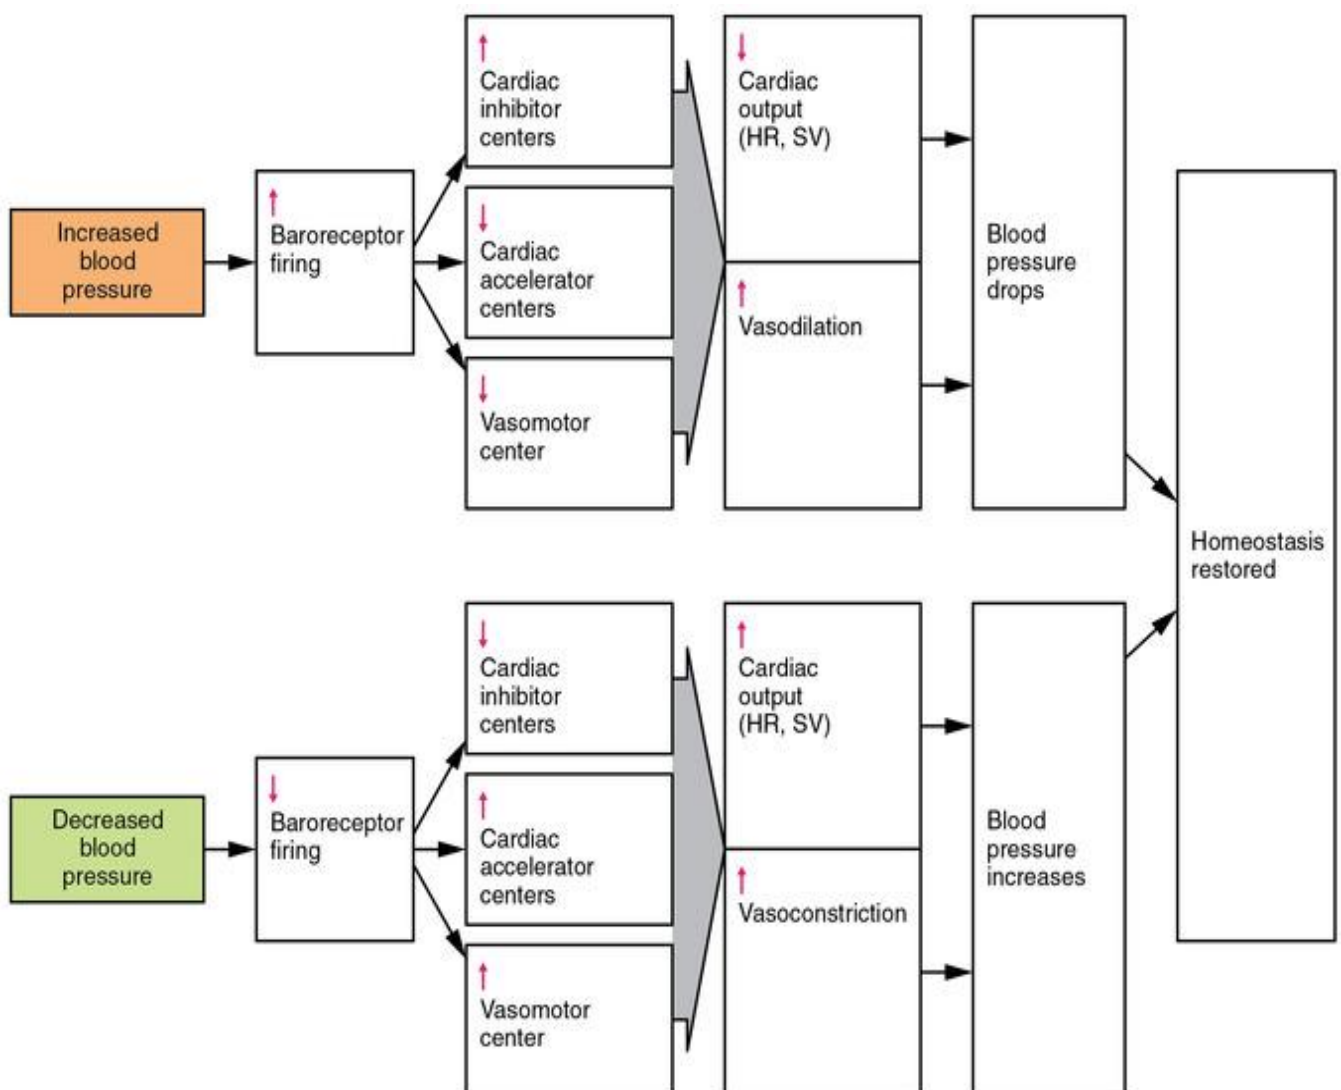 Increased
blood
pressure
↑
Baroreceptor
firing
↑
Cardiac
inhibitor
centers
↓
Cardiac
accelerator
centers
↓
Vasomotor
center
↓
Cardiac
output
(HR, SV)
↑
Vasodilation
Blood
pressure
drops
Homeostasis
restored
Decreased
blood
pressure
↓
Baroreceptor
firing
↓
Cardiac
inhibitor
centers
↑
Cardiac
accelerator
centers
↑
Vasomotor
center
↑
Cardiac
output
(HR, SV)
↑
Vasoconstriction
Blood
pressure
increases